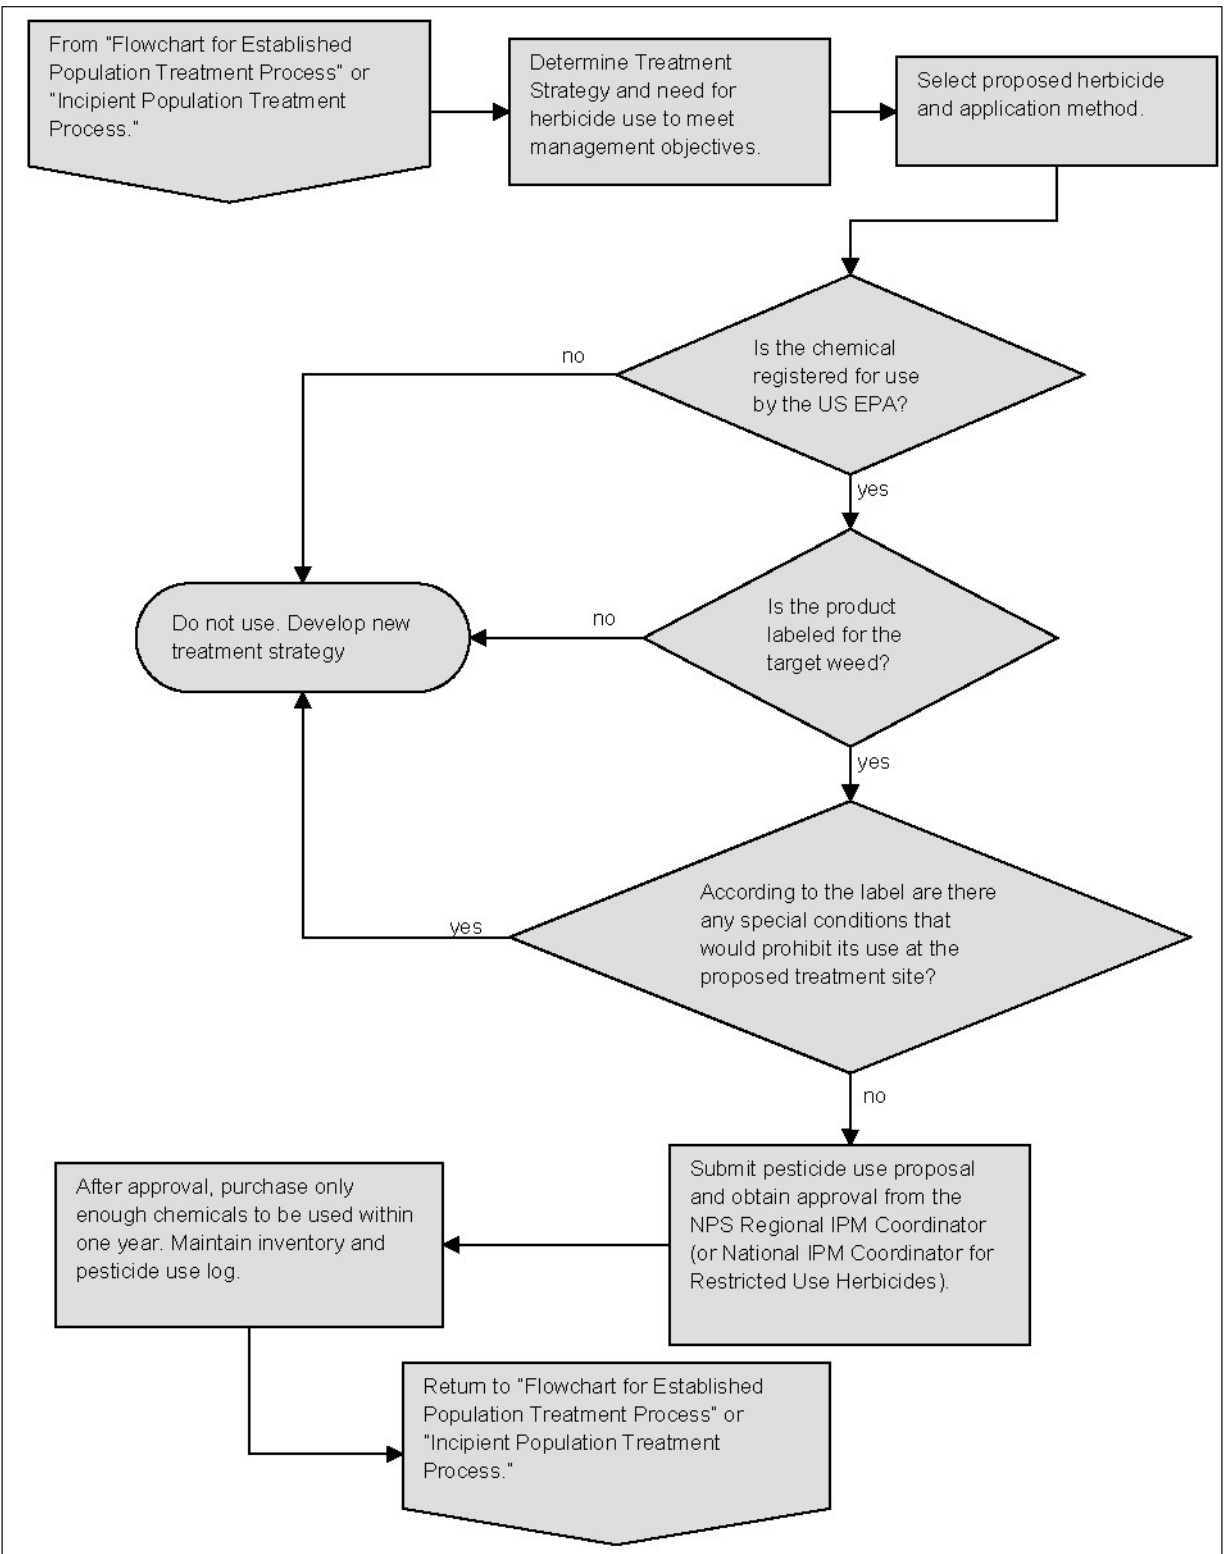 From "Flowchart for Established
Population Treatment Process" or
"Incipient Population Treatment
Process."
Determine Treatment
Strategy and need for
herbicide use to meet
management objectives.
Select proposed herbicide
and application method.
Is the chemical
registered for use
by the US EPA?
no
yes
Is the product
labeled for the
target weed?
no
Do not use. Develop new
treatment strategy
yes
According to the label are there
any special conditions that
would prohibit its use at the
proposed treatment site?
yes
no
Submit pesticide use proposal
and obtain approval from the
NPS Regional IPM Coordinator
(or National IPM Coordinator for
Restricted Use Herbicides).
After approval, purchase only
enough chemicals to be used within
one year. Maintain inventory and
pesticide use log.
Return to "Flowchart for Established
Population Treatment Process" or
"Incipient Population Treatment
Process."